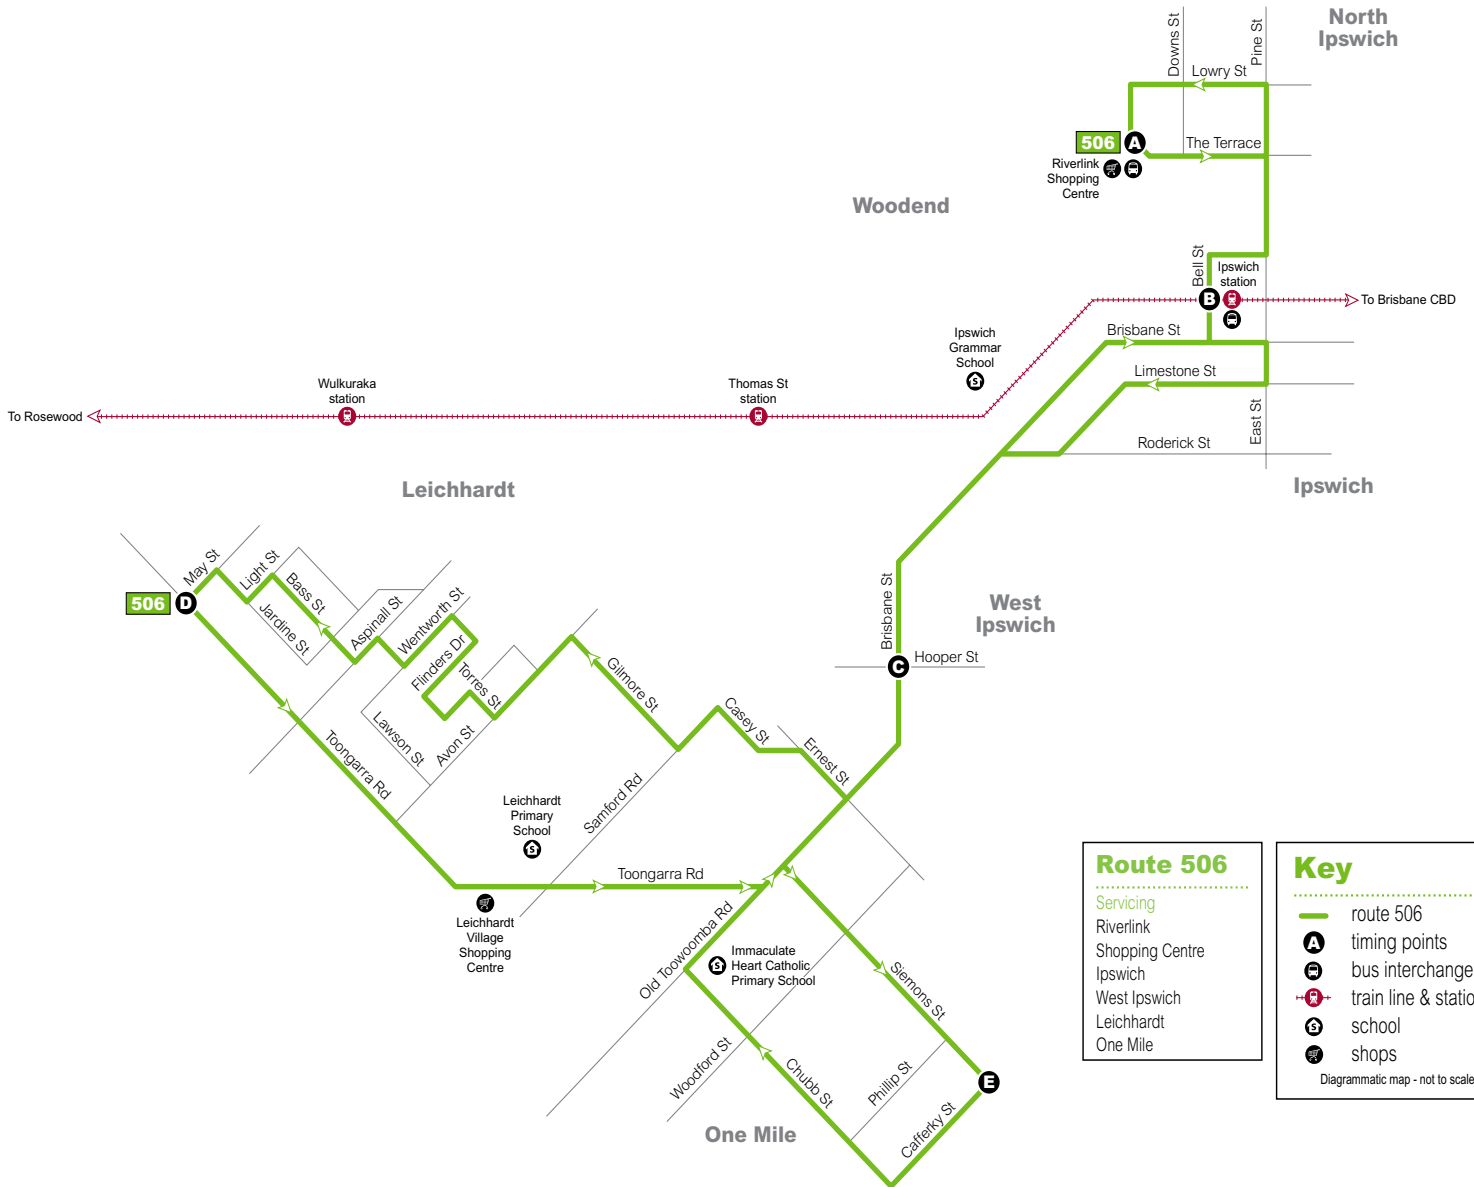 North
Ipswich
Downs St
Pine St
Lowry St
506
A
The Terrace
Riverlink
Shopping
Centre
Woodend
Bell St
Ipswich
station
B
To Brisbane CBD
Brisbane St
Ipswich
Grammar
School
S
Limestone St
Wulkuraka
station
Thomas St
station
To Rosewood
East St
Roderick St
Leichhardt
Ipswich
May St
Light St
Bass St
Jardine St
506
D
Aspinall St
Wentworth St
Flinders Dr
Torres St
Lawson St
Avon St
Toongarra Rd
Gilmore St
Casey St
Ernest St
Samford Rd
Brisbane St
West
Ipswich
C
Hooper St
Leichhardt
Primary
School
S
Toongarra Rd
Leichhardt
Village
Shopping
Centre
Old Toowoomba Rd
S
Immaculate
Heart Catholic
Primary School
Siemons St
Woodford St
Chubb St
Phillip St
E
Cafferky St
One Mile
Route 506
Servicing
Riverlink
Shopping Centre
Ipswich
West Ipswich
Leichhardt
One Mile
Key
route 506
A timing points
bus interchange
train line & statio
S school
shops
Diagrammatic map - not to scale